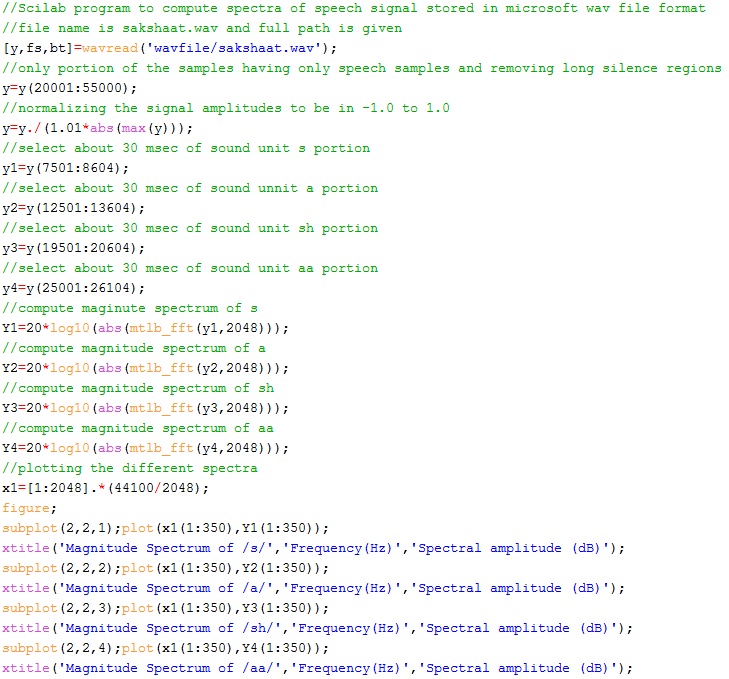 //Scilab program to compute spectra of speech signal stored in microsoft wav file format
//file name is sakshaat.wav and full path is given
[y,fs,bt]=wavread('wavfile/sakshaat.wav');
//only portion of the samples having only speech samples and removing long silence regions
y=y(20001:55000);
//normalizing the signal amplitudes to be in -1.0 to 1.0
y=y./(1.01*abs(max(y)));
//select about 30 msec of sound unit s portion
y1=y(7501:8604);
//select about 30 msec of sound unnit a portion
y2=y(12501:13604);
//select about 30 msec of sound unit sh portion
y3=y(19501:20604);
//select about 30 msec of sound unit aa portion
y4=y(25001:26104);
//compute maginute spectrum of s
Y1=20*log10(abs(mtlb_fft(y1,2048)));
//compute magnitude spectrum of a
Y2=20*log10(abs(mtlb_fft(y2,2048)));
//compute magnitude spectrum of sh
Y3=20*log10(abs(mtlb_fft(y3,2048)));
//compute magnitude spectrum of aa
Y4=20*log10(abs(mtlb_fft(y4,2048)));
//plotting the different spectra
x1=[1:2048].*(44100/2048);
figure;
subplot(2,2,1);plot(x1(1:350),Y1(1:350));
xtitle('Magnitude Spectrum of /s/','Frequency(Hz)','Spectral amplitude (dB)');
subplot(2,2,2);plot(x1(1:350),Y2(1:350));
xtitle('Magnitude Spectrum of /a/','Frequency(Hz)','Spectral amplitude (dB)');
subplot(2,2,3);plot(x1(1:350),Y3(1:350));
xtitle('Magnitude Spectrum of /sh/','Frequency(Hz)','Spectral amplitude (dB)');
subplot(2,2,4);plot(x1(1:350),Y4(1:350));
xtitle('Magnitude Spectrum of /aa/','Frequency(Hz)','Spectral amplitude (dB)');